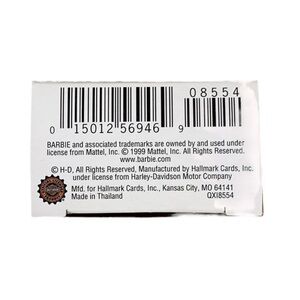 08554
0 15012 56946 9
BARBIE and associated trademarks are owned by and used under
license from Mattel, Inc. © 1999 Mattel, Inc. All Rights Reserved.
www.barbie.com
© H-D, All Rights Reserved, Manufactured by Hallmark Cards, Inc.
under license from Harley-Davidson Motor Company
Mfd. for Hallmark Cards, Inc., Kansas City, MO 64141
Made in Thailand QXI8554